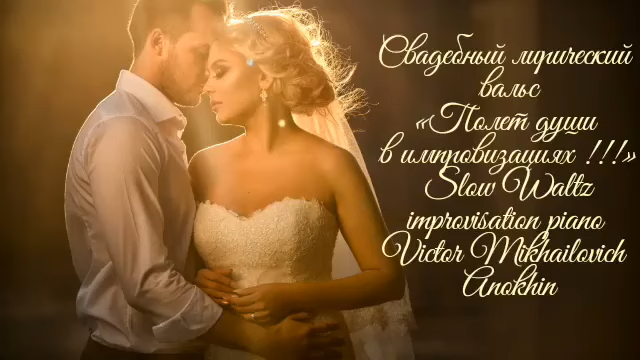 Свадебный лирический
вальс
«Полет души
в импровизациях !!!»
Slow Waltz
improvisation piano
Victor Mikhailovich
Anokhin